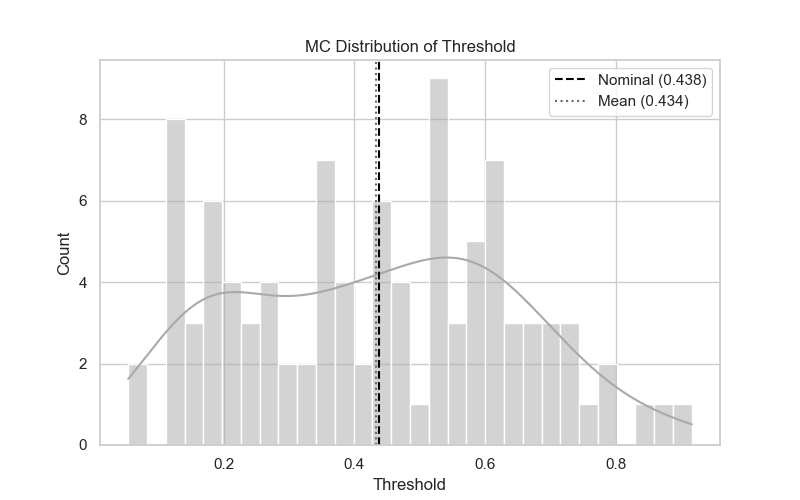 MC Distribution of Threshold
Nominal (0.438)
Mean (0.434)
Count
8
6
4
2
0
0.2
0.4
0.6
0.8
Threshold